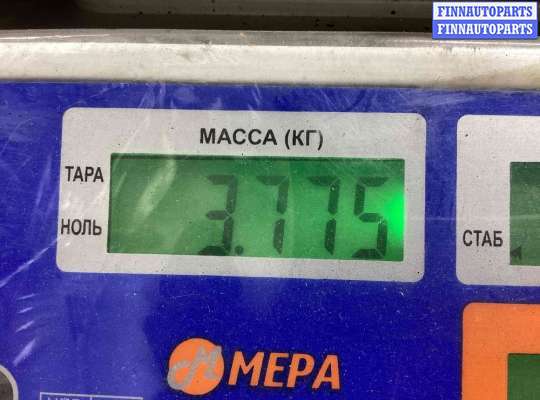 FINNAUTOPARTS
FINNAUTOPARTS
МАССА (КГ)
ТАРА
3.775
НОЛЬ
СТАБ
МЕРА